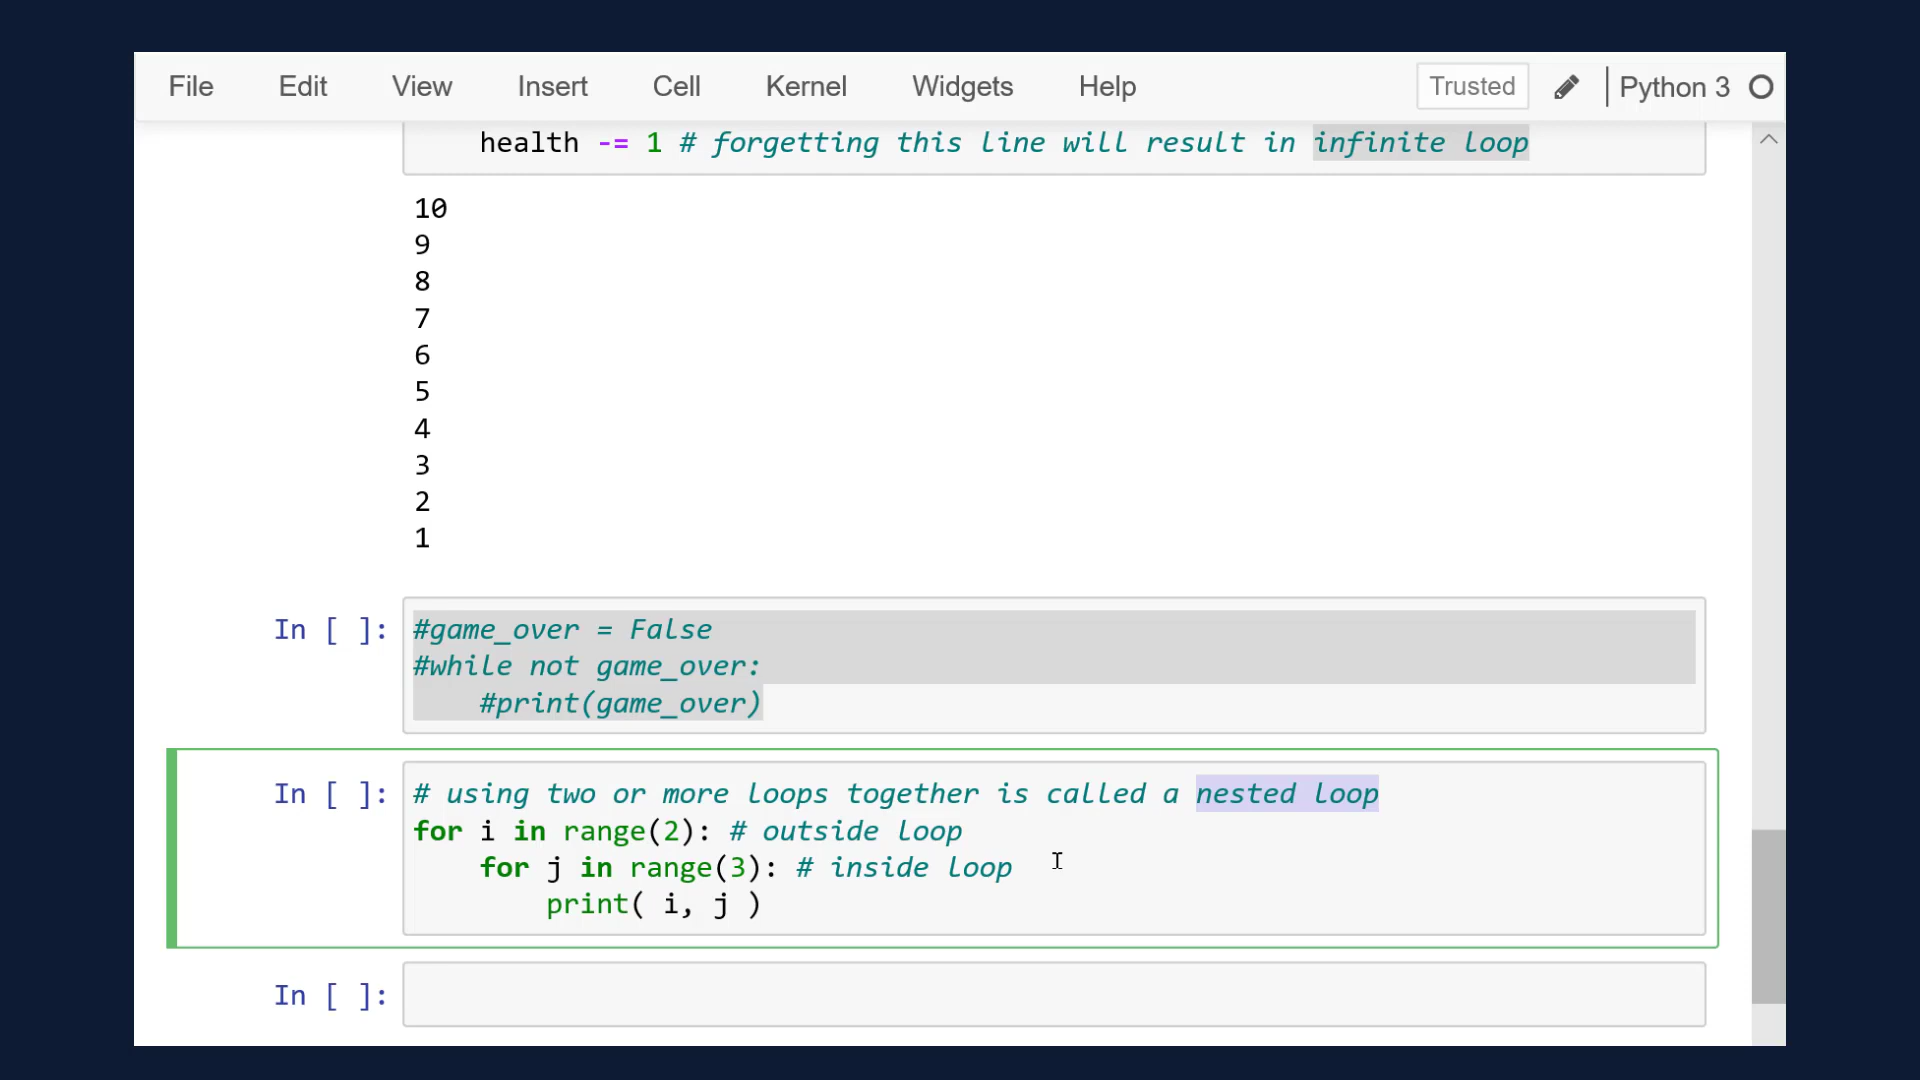 File Edit View Insert Cell Kernel Widgets Help Trusted Python 3
health -= 1 # forgetting this line will result in infinite loop
10
9
8
7
6
5
4
3
2
1
In [ ]: #game_over = False
#while not game_over:
#print(game_over)
In [ ]: # using two or more loops together is called a nested loop
for i in range(2): # outside loop
for j in range(3): # inside loop
print( i, j )
In [ ]: